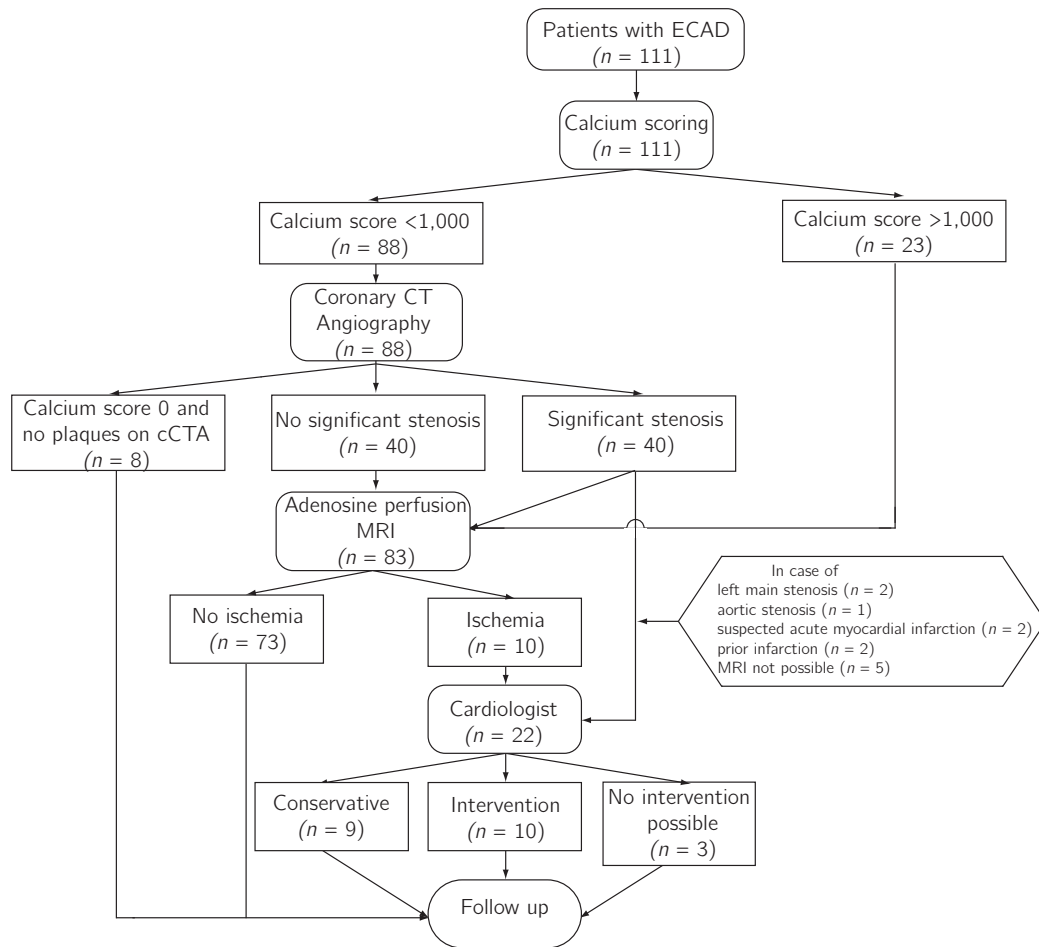 Patients with ECAD
(n = 111)
Calcium scoring
(n = 111)
Calcium score <1,000
(n = 88)
Calcium score >1,000
(n = 23)
Coronary CT
Angiography
(n = 88)
Calcium score 0 and
no plaques on cCTA
(n = 8)
No significant stenosis
(n = 40)
Significant stenosis
(n = 40)
Adenosine perfusion
MRI
(n = 83)
In case of
left main stenosis (n = 2)
aortic stenosis (n = 1)
suspected acute myocardial infarction (n = 2)
prior infarction (n = 2)
MRI not possible (n = 5)
No ischemia
(n = 73)
Ischemia
(n = 10)
Cardiologist
(n = 22)
Conservative
(n = 9)
Intervention
(n = 10)
No intervention
possible
(n = 3)
Follow up